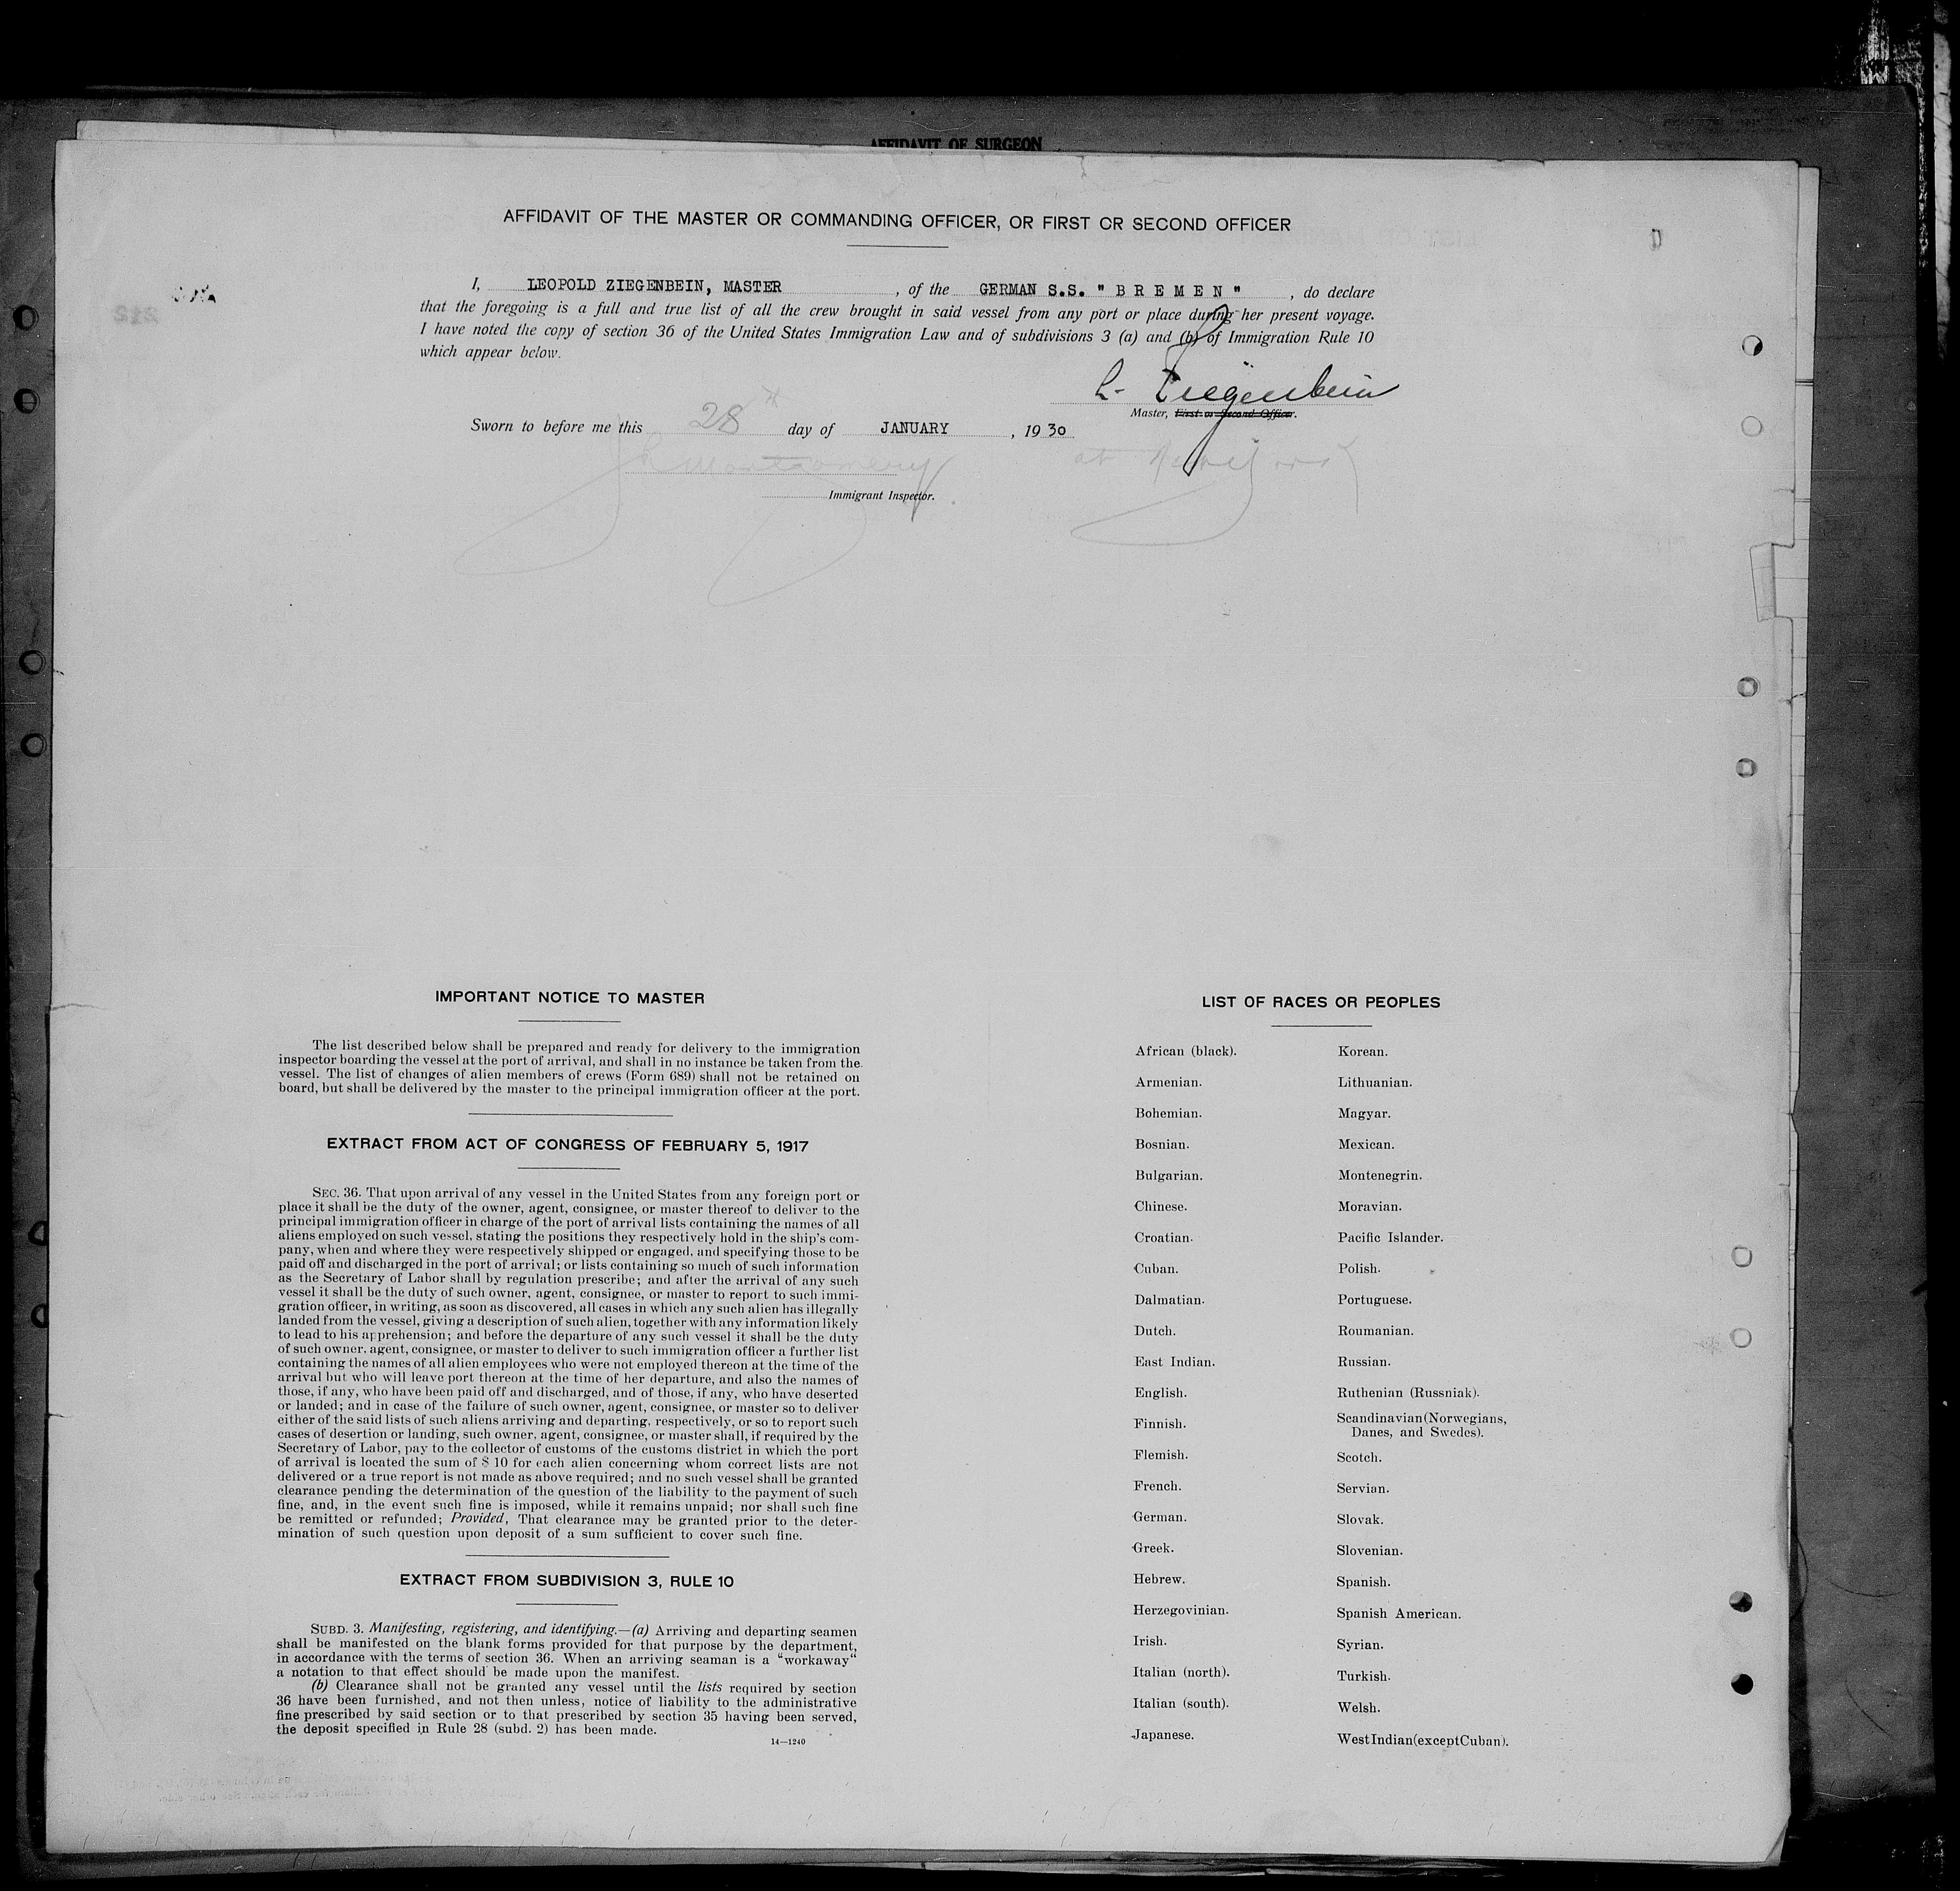 AFFIDAVIT OF SURGEON
AFFIDAVIT OF THE MASTER OR COMMANDING OFFICER, OR FIRST OR SECOND OFFICER
I, LEOPOLD ZIEGENBEIN, MASTER, of the GERMAN S.S. " B R E M E N ", do declare
that the foregoing is a full and true list of all the crew brought in said vessel from any port or place during her present voyage.
I have noted the copy of section 36 of the United States Immigration Law and of subdivisions 3 (a) and (b) of Immigration Rule 10
which appear below.
L. Ziegenbein
Master, First or Second Officer.
Sworn to before me this 28th day of JANUARY, 1930
Montgomery at
Immigrant Inspector.
IMPORTANT NOTICE TO MASTER
The list described below shall be prepared and ready for delivery to the immigration
inspector boarding the vessel at the port of arrival, and shall in no instance be taken from the
vessel. The list of changes of alien members of crews (Form 689) shall not be retained on
board, but shall be delivered by the master to the principal immigration officer at the port.
EXTRACT FROM ACT OF CONGRESS OF FEBRUARY 5, 1917
SEC. 36. That upon arrival of any vessel in the United States from any foreign port or
place it shall be the duty of the owner, agent, consignee, or master thereof to deliver to the
principal immigration officer in charge of the port of arrival lists containing the names of all
aliens employed on such vessel, stating the positions they respectively hold in the ship's com-
pany, when and where they were respectively shipped or engaged, and specifying those to be
paid off and discharged in the port of arrival; or lists containing so much of such information
as the Secretary of Labor shall by regulation prescribe; and after the arrival of any such
vessel it shall be the duty of such owner, agent, consignee, or master to report to such immi-
gration officer, in writing, as soon as discovered, all cases in which any such alien has illegally
landed from the vessel, giving a description of such alien, together with any information likely
to lead to his apprehension; and before the departure of any such vessel it shall be the duty
of such owner, agent, consignee, or master to deliver to such immigration officer a further list
containing the names of all alien employees who were not employed thereon at the time of the
arrival but who will leave port thereon at the time of her departure, and also the names of
those, if any, who have been paid off and discharged, and of those, if any, who have deserted
or landed; and in case of the failure of such owner, agent, consignee, or master so to deliver
either of the said lists of such aliens arriving and departing, respectively, or so to report such
cases of desertion or landing, such owner, agent, consignee, or master shall, if required by the
Secretary of Labor, pay to the collector of customs of the customs district in which the port
of arrival is located the sum of $ 10 for each alien concerning whom correct lists are not
delivered or a true report is not made as above required; and no such vessel shall be granted
clearance pending the determination of the question of the liability to the payment of such
fine, and, in the event such fine is imposed, while it remains unpaid; nor shall such fine
be remitted or refunded; Provided, That clearance may be granted prior to the deter-
mination of such question upon deposit of a sum sufficient to cover such fine.
EXTRACT FROM SUBDIVISION 3, RULE 10
SUBD. 3. Manifesting, registering, and identifying.—(a) Arriving and departing seamen
shall be manifested on the blank forms provided for that purpose by the department,
in accordance with the terms of section 36. When an arriving seaman is a "workaway"
a notation to that effect should be made upon the manifest.
(b) Clearance shall not be granted any vessel until the lists required by section
36 have been furnished, and not then unless, notice of liability to the administrative
fine prescribed by said section or to that prescribed by section 35 having been served,
the deposit specified in Rule 28 (subd. 2) has been made.
14—1240
LIST OF RACES OR PEOPLES
African (black).
Armenian.
Bohemian.
Bosnian.
Bulgarian.
Chinese.
Croatian.
Cuban.
Dalmatian.
Dutch.
East Indian.
English.
Finnish.
Flemish.
French.
German.
Greek.
Hebrew.
Herzegovinian.
Irish.
Italian (north).
Italian (south).
Japanese.
Korean.
Lithuanian.
Magyar.
Mexican.
Montenegrin.
Moravian.
Pacific Islander.
Polish.
Portuguese.
Roumanian.
Russian.
Ruthenian (Russniak).
Scandinavian(Norwegians,
Danes, and Swedes).
Scotch.
Servian.
Slovak.
Slovenian.
Spanish.
Spanish American.
Syrian.
Turkish.
Welsh.
West Indian(except Cuban).